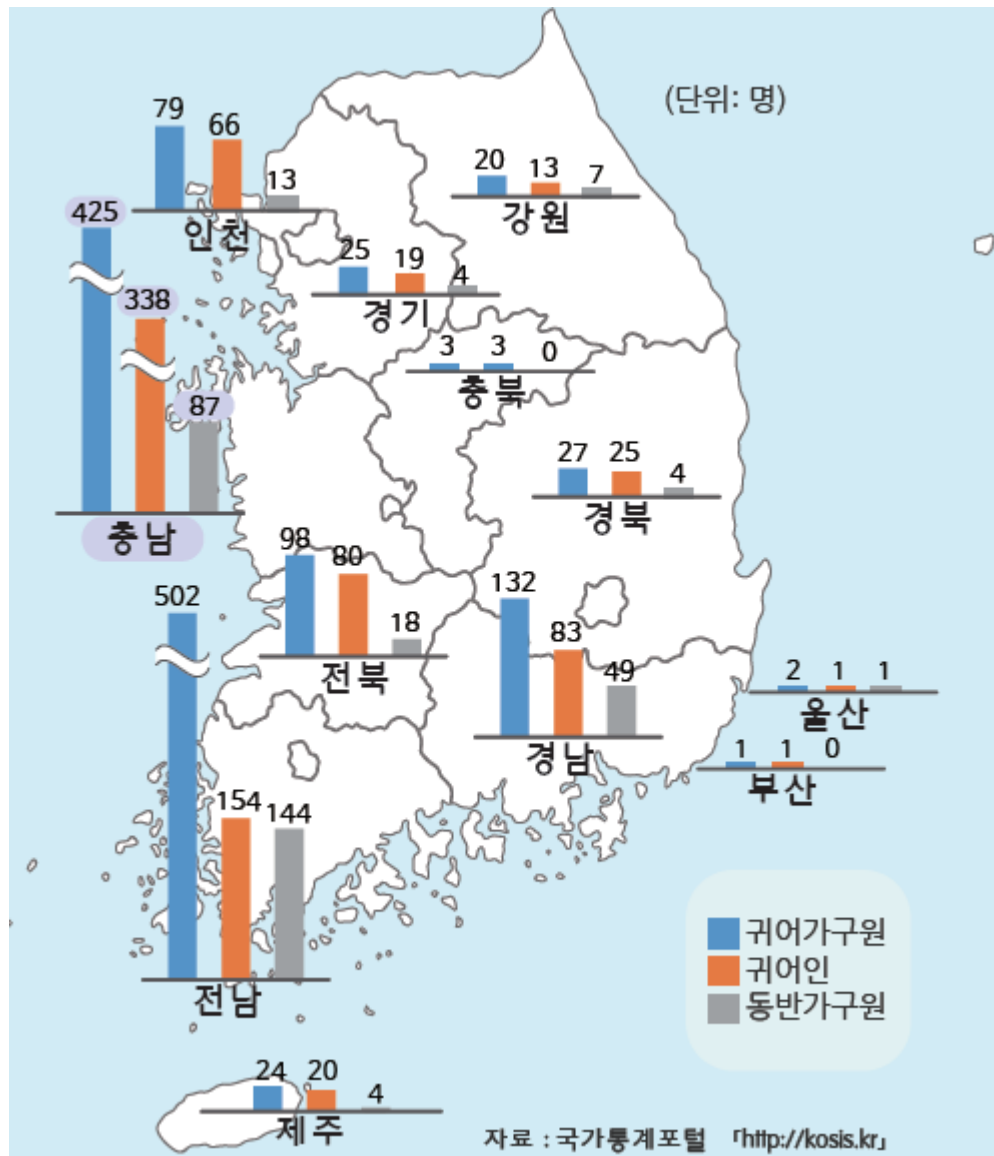 (단위: 명)
79 66 13
인천
20 13 7
강원
425 338 87
충남
25 19 4
경기
3 3 0
충북
27 25 4
경북
98 80 18
전북
132 83 49
경남
2 1 1
울산
1 1 0
부산
502 154 144
전남
귀어가구원
귀어인
동반가구원
24 20 4
제주
자료 : 국가통계포털 「http://kosis.kr」